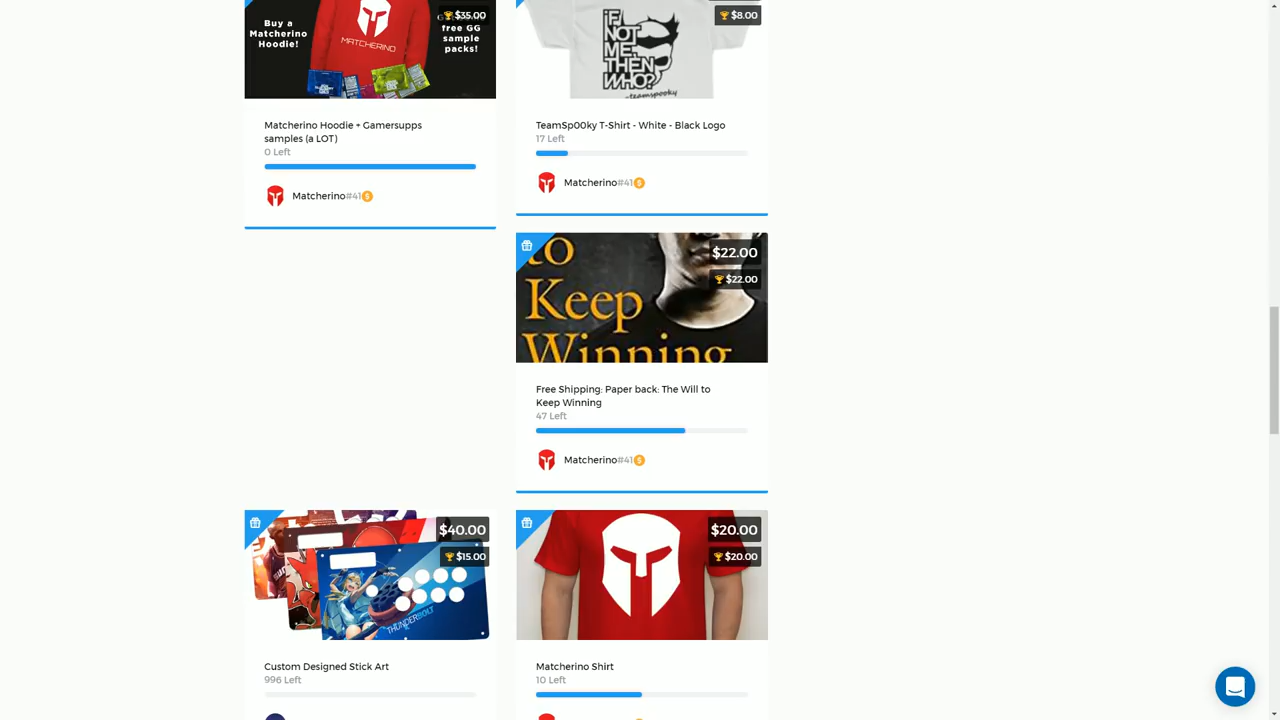 Buy a
Matcherino
Hoodie!
$35.00
free GG
sample
packs!
MATCHERINO
Matcherino Hoodie + Gamersupps
samples (a LOT)
0 Left
Matcherino#41
$8.00
iF
NOT
ME,
THEN
WHO?
-teamspooky
TeamSp00ky T-Shirt - White - Black Logo
17 Left
Matcherino#41
to
Keep
Winning
$22.00
$22.00
Free Shipping: Paper back: The Will to
Keep Winning
47 Left
Matcherino#41
$40.00
$15.00
THUNDERBOLT
Custom Designed Stick Art
996 Left
$20.00
$20.00
Matcherino Shirt
10 Left